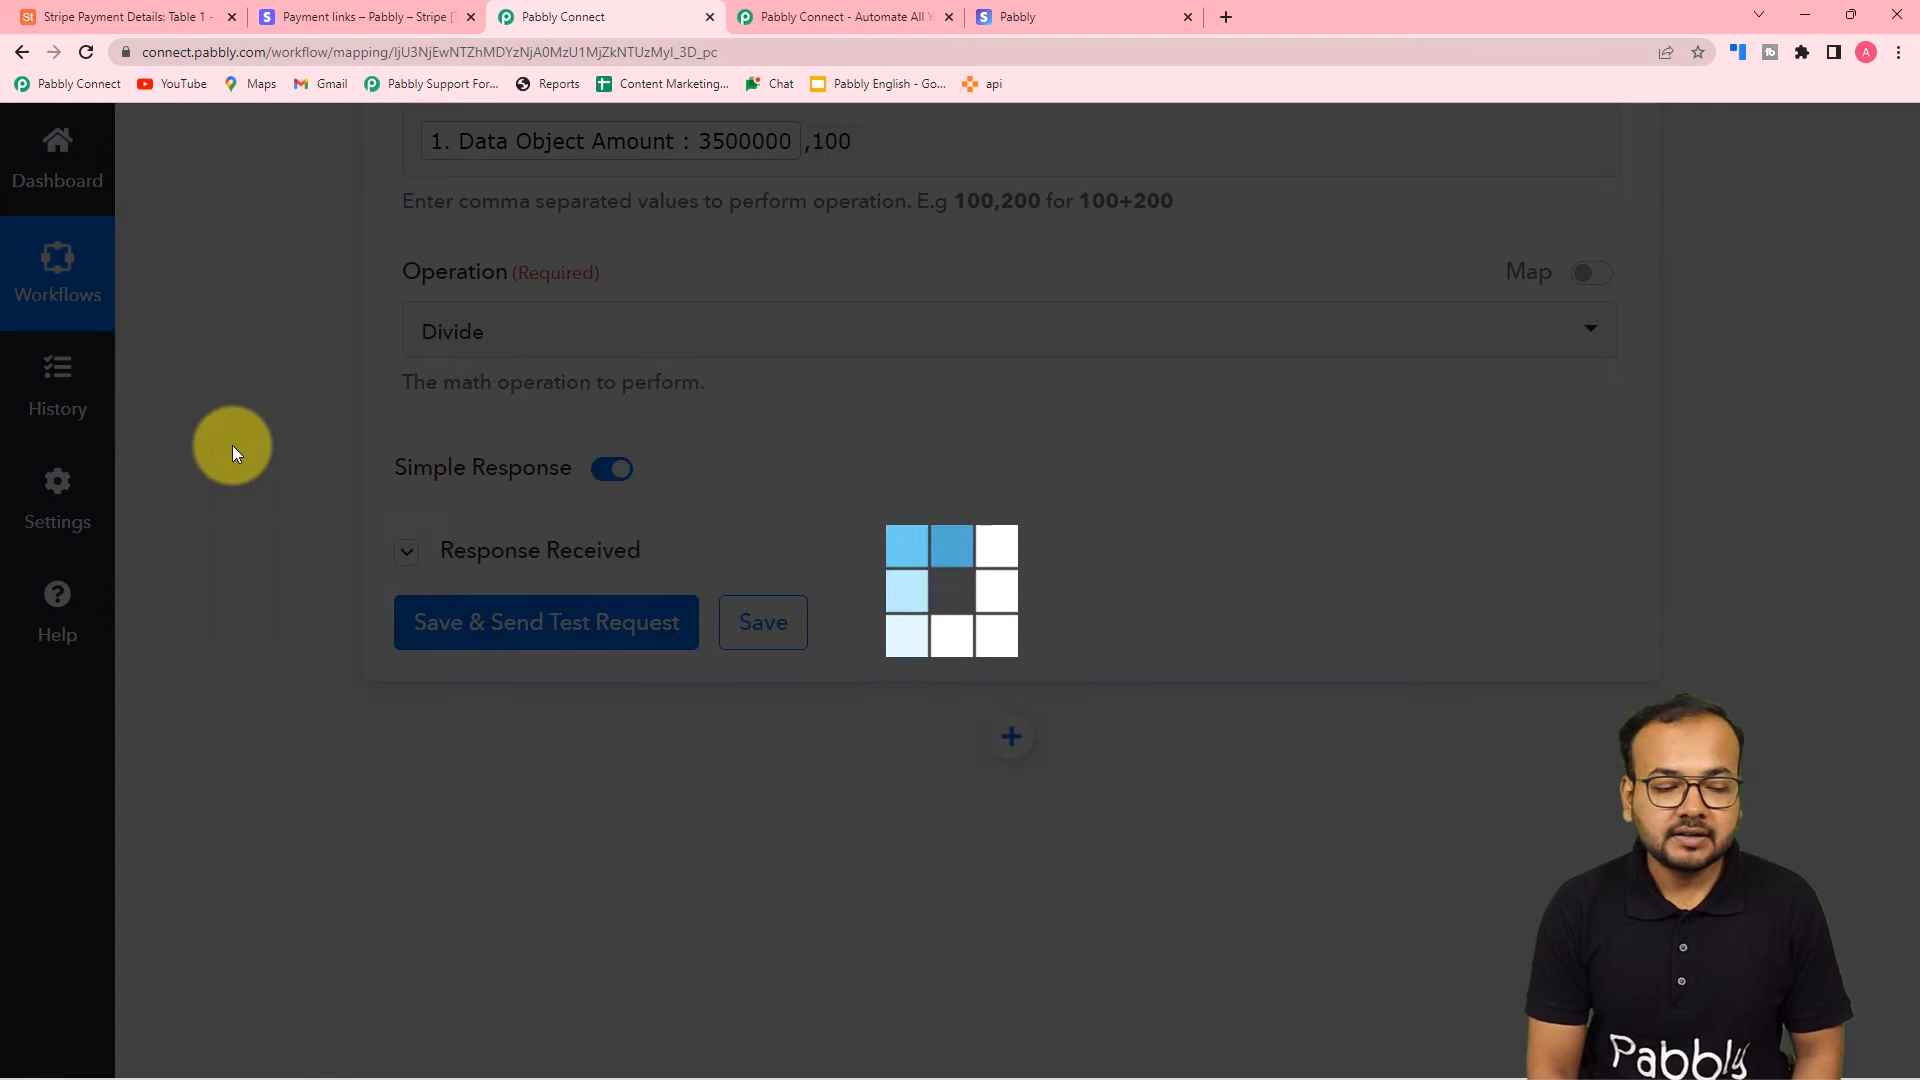 Stripe Payment Details: Table 1 -
Payment links – Pabbly – Stripe [
Pabbly Connect
Pabbly Connect - Automate All Y
Pabbly
connect.pabbly.com/workflow/mapping/IjU3NjEwNTZhMDYzNjA0MzU1MjZkNTUzMyI_3D_pc
A
Pabbly Connect
YouTube
Maps
Gmail
Pabbly Support For...
Reports
Content Marketing...
Chat
Pabbly English - Go...
api
Dashboard
Workflows
History
Settings
Help
1. Data Object Amount : 3500000 ,100
Enter comma separated values to perform operation. E.g 100,200 for 100+200
Operation (Required)
Map
Divide
The math operation to perform.
Simple Response
Response Received
Save & Send Test Request
Save
Pabbly